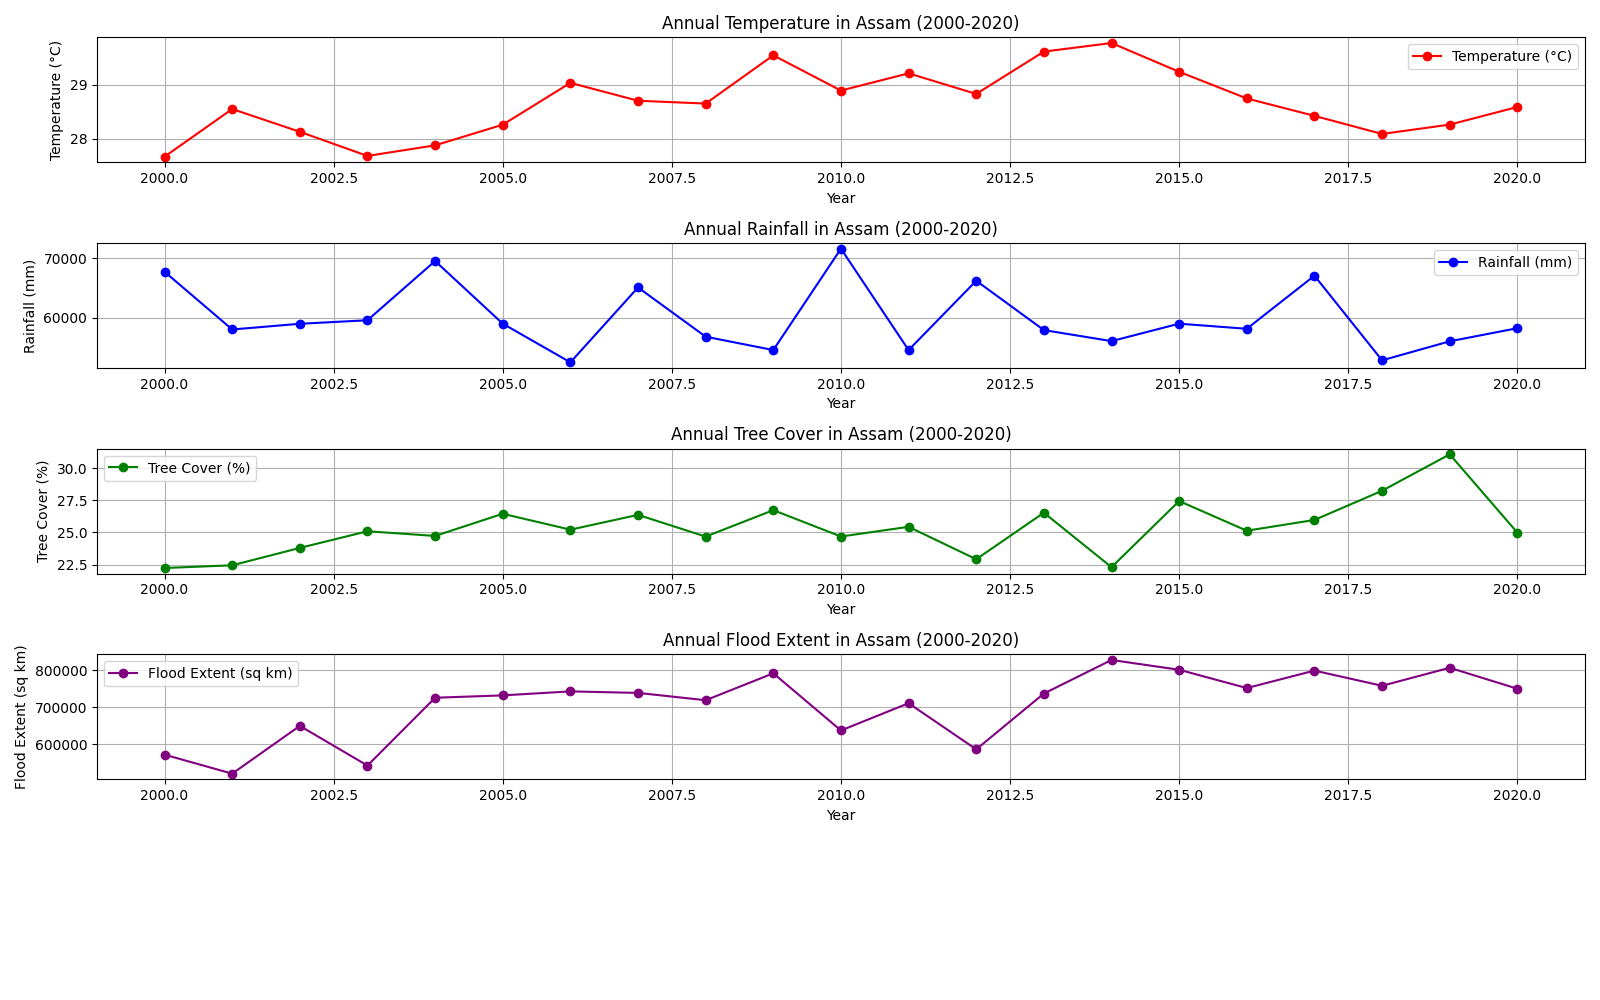 Annual Temperature in Assam (2000-2020)
Temperature (°C)
29
28
Temperature (°C)
2000.0 2002.5 2005.0 2007.5 2010.0 2012.5 2015.0 2017.5 2020.0
Year
Annual Rainfall in Assam (2000-2020)
Rainfall (mm)
70000
60000
Rainfall (mm)
2000.0 2002.5 2005.0 2007.5 2010.0 2012.5 2015.0 2017.5 2020.0
Year
Annual Tree Cover in Assam (2000-2020)
Tree Cover (%)
30.0
27.5
25.0
22.5
Tree Cover (%)
2000.0 2002.5 2005.0 2007.5 2010.0 2012.5 2015.0 2017.5 2020.0
Year
Annual Flood Extent in Assam (2000-2020)
Flood Extent (sq km)
800000
700000
600000
Flood Extent (sq km)
2000.0 2002.5 2005.0 2007.5 2010.0 2012.5 2015.0 2017.5 2020.0
Year